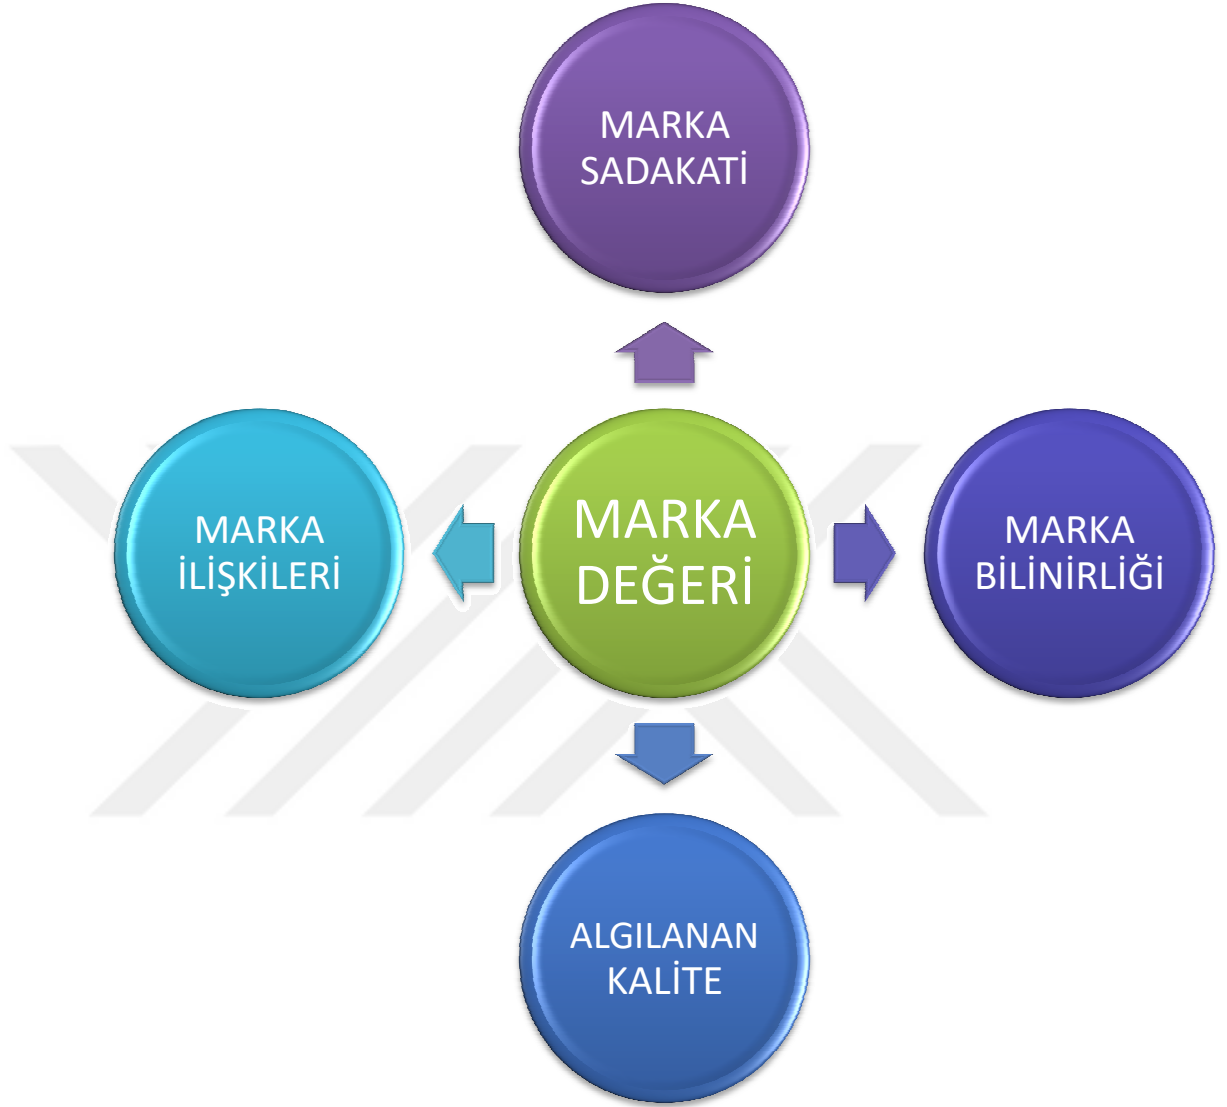 MARKA
SADAKATİ
MARKA
İLİŞKİLERİ
MARKA
DEĞERİ
MARKA
BİLİNİRLİĞİ
ALGILANAN
KALİTE